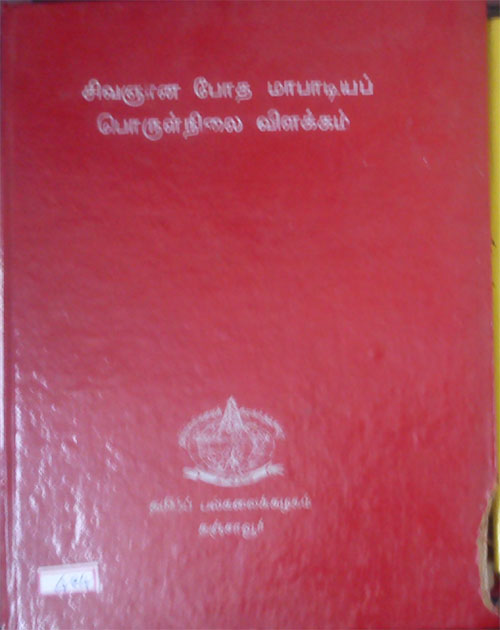 சிவஞான போத மாபாடியப்
பொருள்நிலை விளக்கம்
தமிழ்ப் பல்கலைக்கழகம்
தஞ்சாவூர்